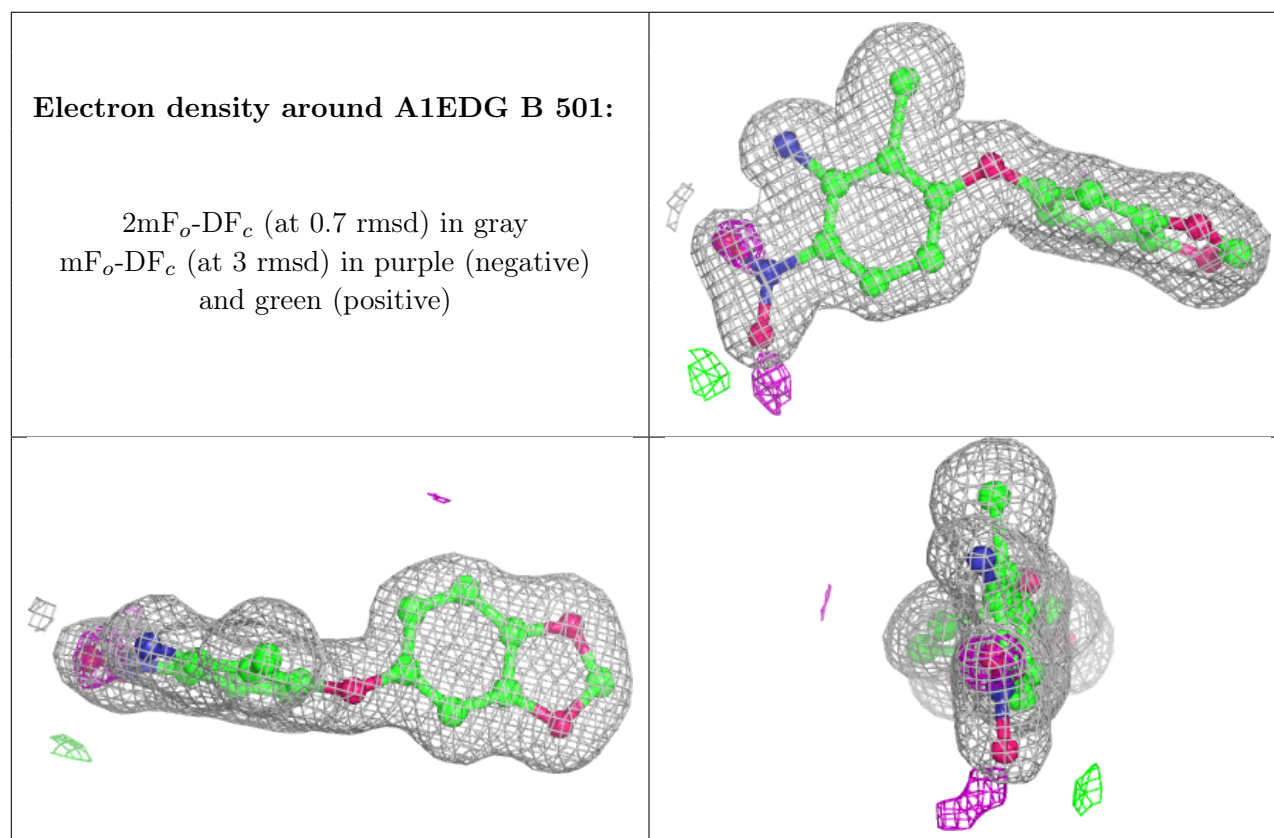 Electron density around A1EDG B 501:
2mFₒ-DF𝒸 (at 0.7 rmsd) in gray
mFₒ-DF𝒸 (at 3 rmsd) in purple (negative)
and green (positive)